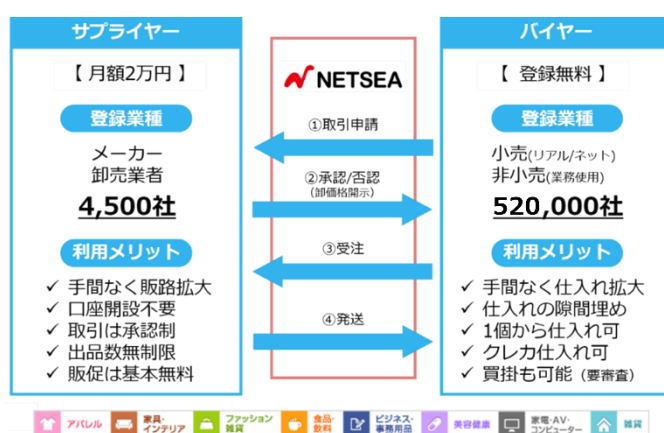 サプライヤー
【 月額2万円 】
登録業種
メーカー
卸売業者
4,500社
利用メリット
✓ 手間なく販路拡大
✓ 口座開設不要
✓ 取引は承認制
✓ 出品数無制限
✓ 販促は基本無料
NETSEA
①取引申請
②承認/否認
(卸価格開示)
③受注
④発送
バイヤー
【 登録無料 】
登録業種
小売(リアル/ネット)
非小売(業務使用)
520,000社
利用メリット
✓ 手間なく仕入れ拡大
✓ 仕入れの隙間埋め
✓ 1個から仕入れ可
✓ クレカ仕入れ可
✓ 買掛も可能（要審査）
アパレル
家具・
インテリア
ファッション
雑貨
食品・
飲料
ビジネス・
事務用品
美容健康
家電・AV・
コンピューター
雑貨